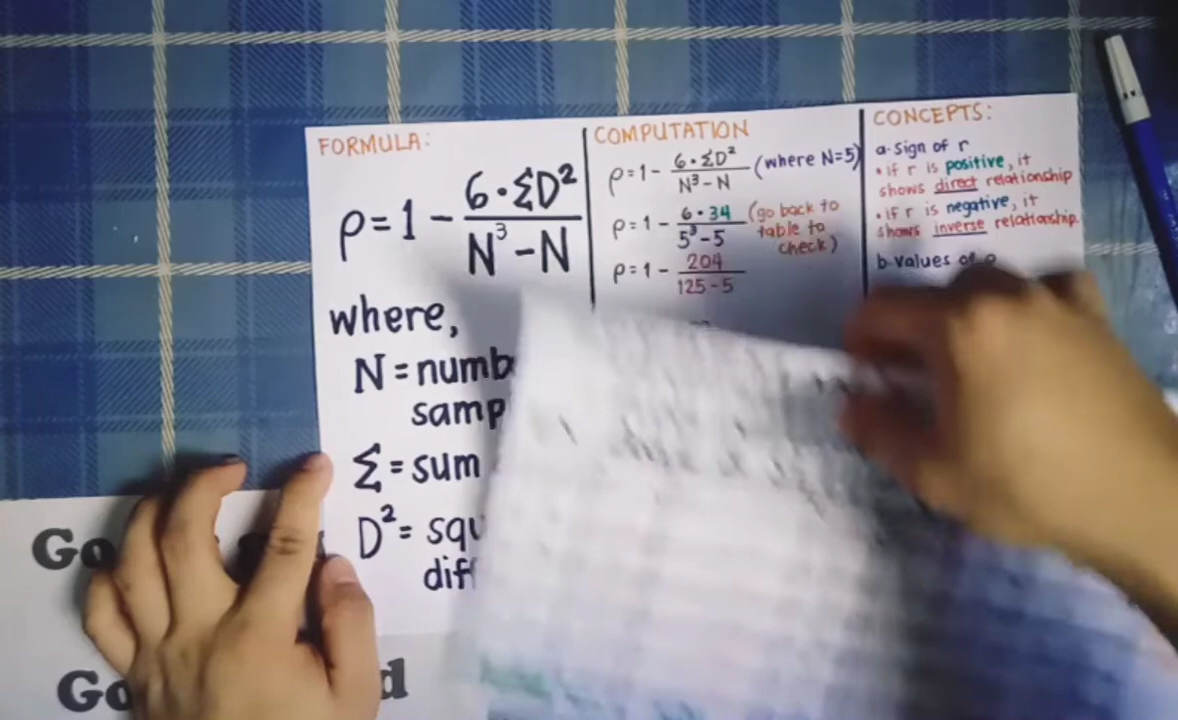 FORMULA:
ρ = 1 - 6·ΣD² / N³ - N
where,
N = numb
samp
Σ = sum
D² = squ
diff
COMPUTATION
ρ = 1 - 6·ΣD² / N³ - N (where N=5)
ρ = 1 - 6·34 / 5³ - 5 (go back to
table to
check)
ρ = 1 - 204 / 125 - 5
CONCEPTS:
a. sign of r
• if r is positive, it
shows direct relationship
• if r is negative, it
shows inverse relationship
b. values of
Go
Go
d